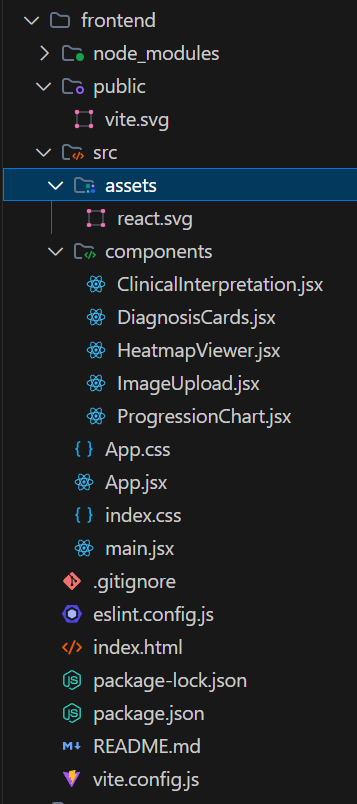 frontend
node_modules
public
vite.svg
src
assets
react.svg
components
ClinicalInterpretation.jsx
DiagnosisCards.jsx
HeatmapViewer.jsx
ImageUpload.jsx
ProgressionChart.jsx
App.css
App.jsx
index.css
main.jsx
.gitignore
eslint.config.js
index.html
package-lock.json
package.json
README.md
vite.config.js